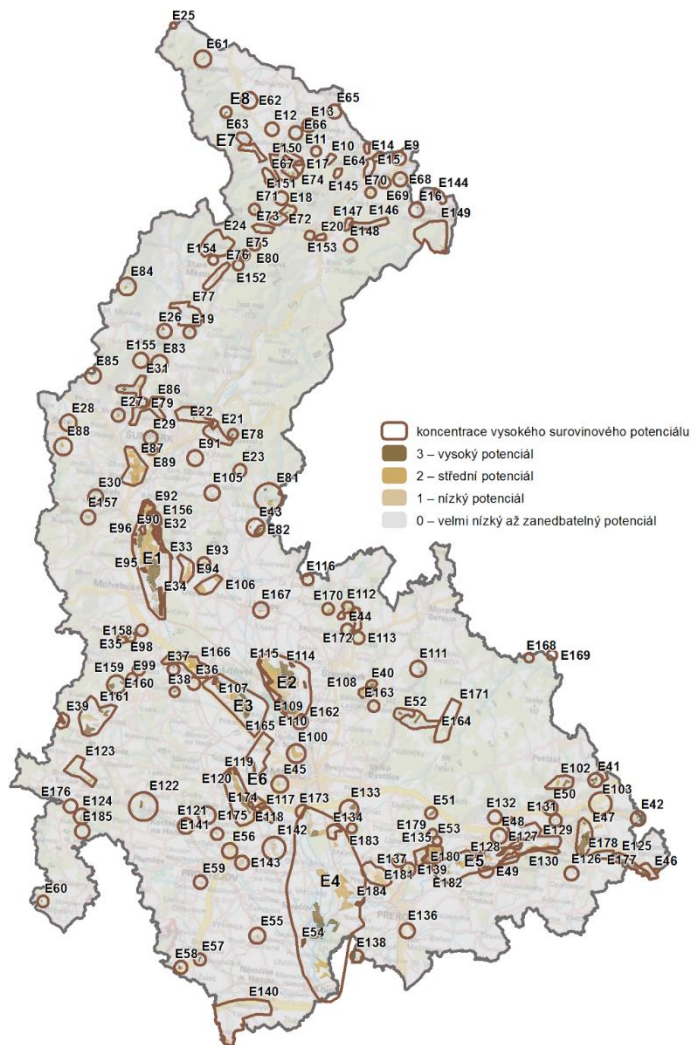 E25
E61
E8 E62
E65
E13
E12 E66
E63
E7 E11
E150 E10 E14 E9
E67 E17 E64 E15
E151 E74 E145 E70 E68
E71 E18 E69 E144
E73 E72 E147 E146 E16
E24 E20 E148 E149
E154 E75 E153
E76 E80
E152
E84
E77
E26 E19
E155 E83
E85 E31
E86
E28 E27 E79 E22 E21
E88 E29 E78
E87 E91
E89 E23
E30 E105 E81
E157 E92 E43
E156 E82
E96 E90 E32
E95 E1 E33 E93
E94 E116
E34 E106
Mohelnice
E167 E170 E112
E44
E158 E172 E113
E35 E98
E37 E166 E115 E114 E111 E168 E169
E159 E99 E36
E160 E38 E107 E2 E108 E40
E161 E3 E109 E163 E171
E39 E110 E162 E52
E165 E164
E123 E119 E100
E120 E6 E45
E102 E41
E176 E122 E50 E103
E124 E174 E117 E173 E133 E51 E132 E131 E47 E42
E185 E121 E175 E118 E134 E179 E48 E129
E141 E142 E183 E135 E53 E127
E56 E137 E180 E128 E178 E125
E143 E139 E5 E130 E177
E59 E4 E181 E49 E126 E46
E184 E182
E60
E55 E54 E136
E57 E138
E58
E140
koncentrace vysokého surovinového potenciálu
3 – vysoký potenciál
2 – střední potenciál
1 – nízký potenciál
0 – velmi nízký až zanedbatelný potenciál